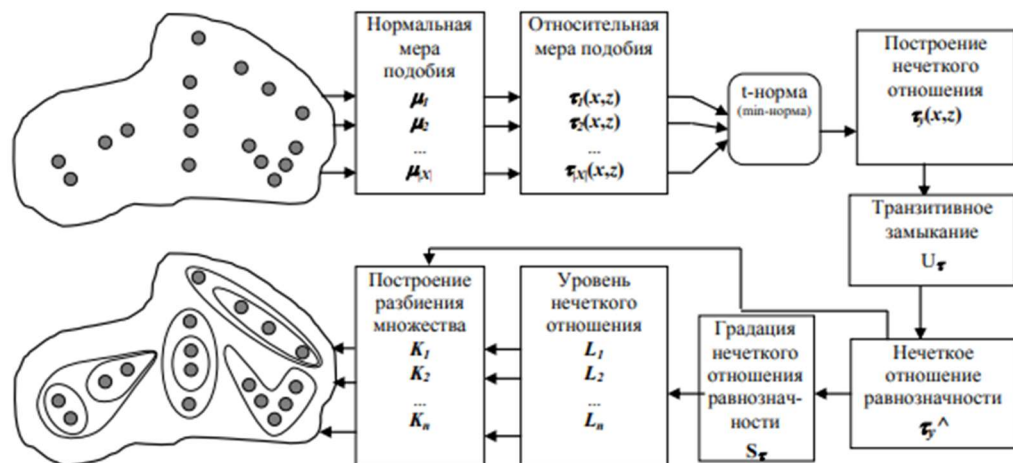 Нормальная
мера
подобия
μ1
μ2
...
μ|X|
Относительная
мера подобия
τ1(x,z)
τ2(x,z)
...
τ|X|(x,z)
t-норма
(min-норма)
Построение
нечеткого
отношения
τy(x,z)
Транзитивное
замыкание
Uτ
Нечеткое
отношение
равнозначности
τy^
Градация
нечеткого
отношения
равнознач-
ности
Sτ
Уровень
нечеткого
отношения
L1
L2
...
Ln
Построение
разбиения
множества
K1
K2
...
Kn